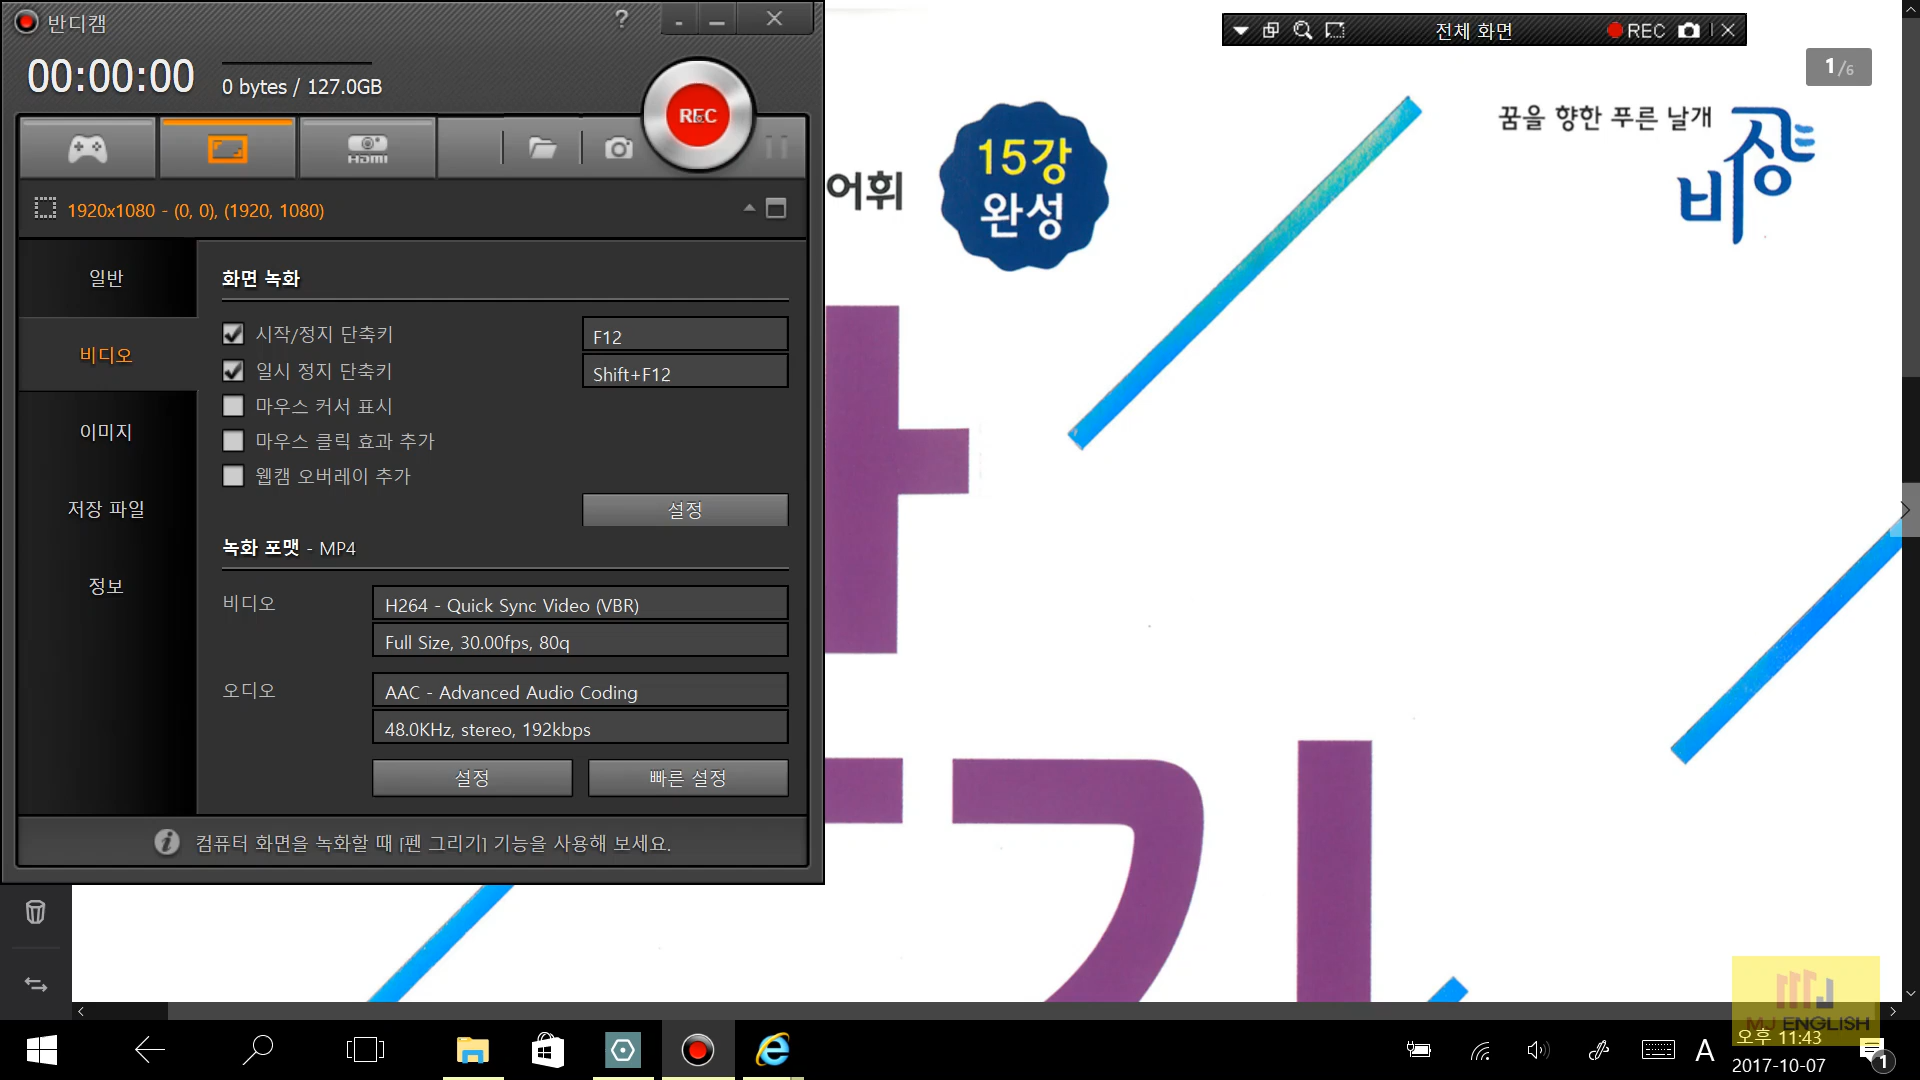 반디캠
?
00:00:00
0 bytes / 127.0GB
REC
HDMI
1920x1080 - (0, 0), (1920, 1080)
일반
비디오
이미지
저장 파일
정보
화면 녹화
시작/정지 단축키
F12
일시 정지 단축키
Shift+F12
마우스 커서 표시
마우스 클릭 효과 추가
웹캠 오버레이 추가
설정
녹화 포맷 - MP4
비디오
H264 - Quick Sync Video (VBR)
Full Size, 30.00fps, 80q
오디오
AAC - Advanced Audio Coding
48.0KHz, stereo, 192kbps
설정
빠른 설정
컴퓨터 화면을 녹화할 때 [펜 그리기] 기능을 사용해 보세요.
전체 화면
REC
1/6
어휘
15강
완성
꿈을 향한 푸른 날개
비상
MJ ENGLISH
A
오후 11:43
2017-10-07
1